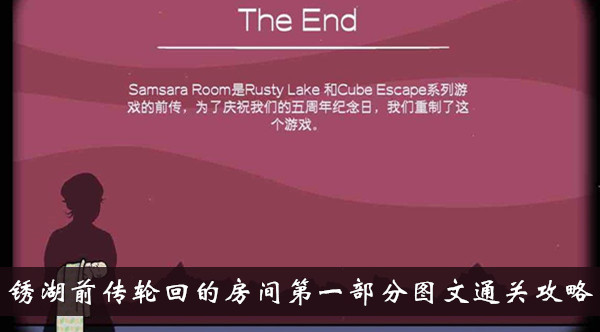 The End
Samsara Room是Rusty Lake 和Cube Escape系列游
戏的前传，为了庆祝我们的五周年纪念日，我们重制了这
个游戏。
锈湖前传轮回的房间第一部分图文通关攻略